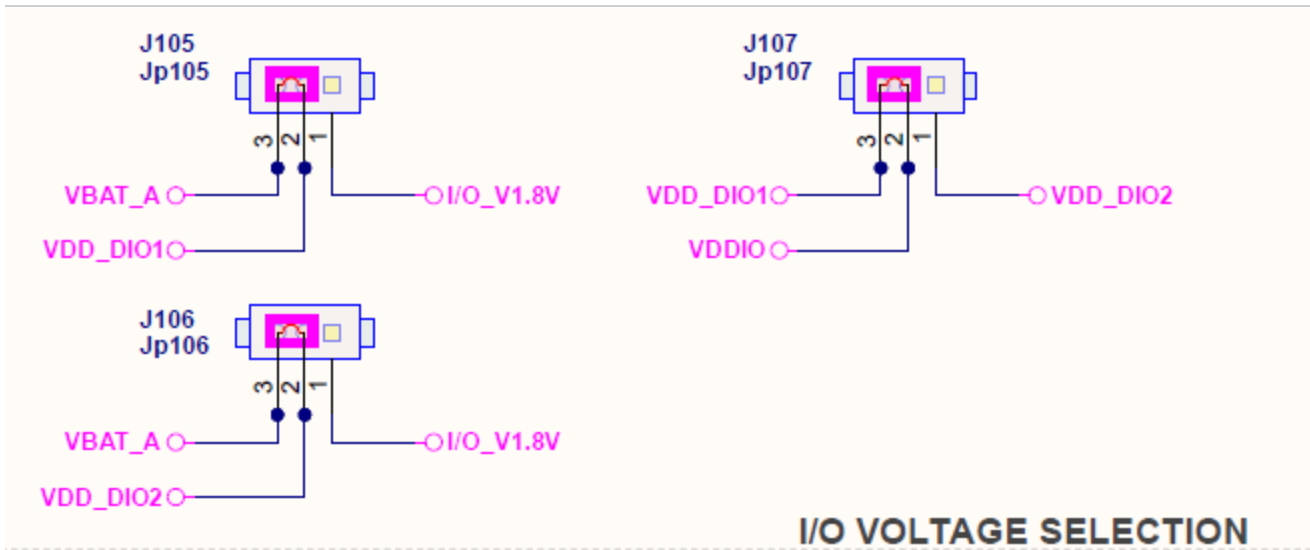 J105
Jp105
3 2 1
VBAT_A
I/O_V1.8V
VDD_DIO1
J107
Jp107
3 2 1
VDD_DIO1
VDD_DIO2
VDDIO
J106
Jp106
3 2 1
VBAT_A
I/O_V1.8V
VDD_DIO2
I/O VOLTAGE SELECTION